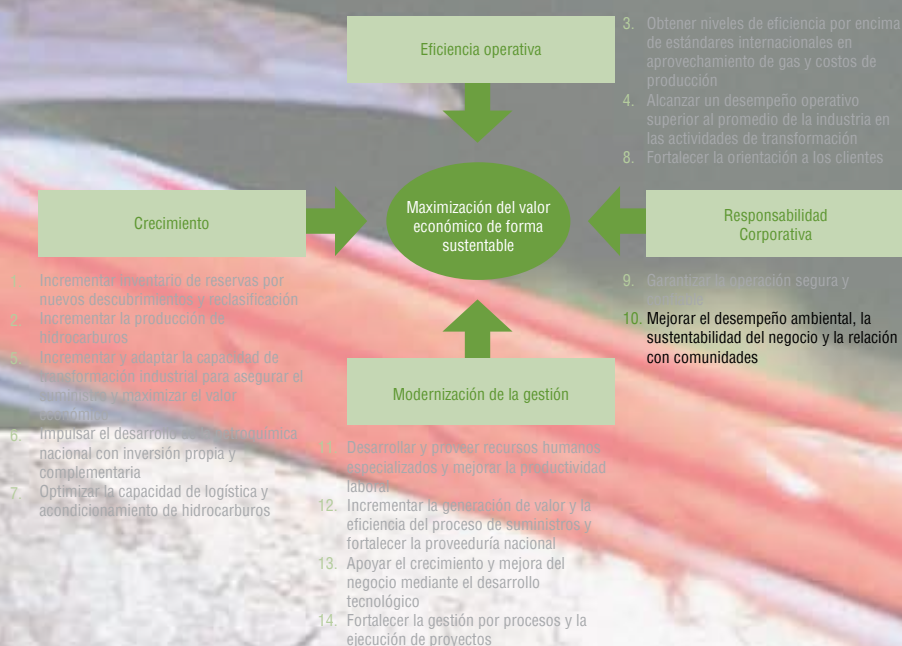 Eficiencia operativa
3. Obtener niveles de eficiencia por encima
de estándares internacionales en
aprovechamiento de gas y costos de
producción
4. Alcanzar un desempeño operativo
superior al promedio de la industria en
las actividades de transformación
8. Fortalecer la orientación a los clientes
Maximización del valor
económico de forma
sustentable
Crecimiento
1. Incrementar inventario de reservas por
nuevos descubrimientos y reclasificación
2. Incrementar la producción de
hidrocarburos
5. Incrementar y adaptar la capacidad de
transformación industrial para asegurar el
suministro y maximizar el valor
económico
6. Impulsar el desarrollo de la petroquímica
nacional con inversión propia y
complementaria
7. Optimizar la capacidad de logística y
acondicionamiento de hidrocarburos
Responsabilidad
Corporativa
9. Garantizar la operación segura y
10. Mejorar el desempeño ambiental, la
sustentabilidad del negocio y la relación
con comunidades
Modernización de la gestión
11. Desarrollar y proveer recursos humanos
especializados y mejorar la productividad
laboral
12. Incrementar la generación de valor y la
eficiencia del proceso de suministros y
fortalecer la proveeduría nacional
13. Apoyar el crecimiento y mejora del
negocio mediante el desarrollo
tecnológico
14. Fortalecer la gestión por procesos y la
ejecución de proyectos